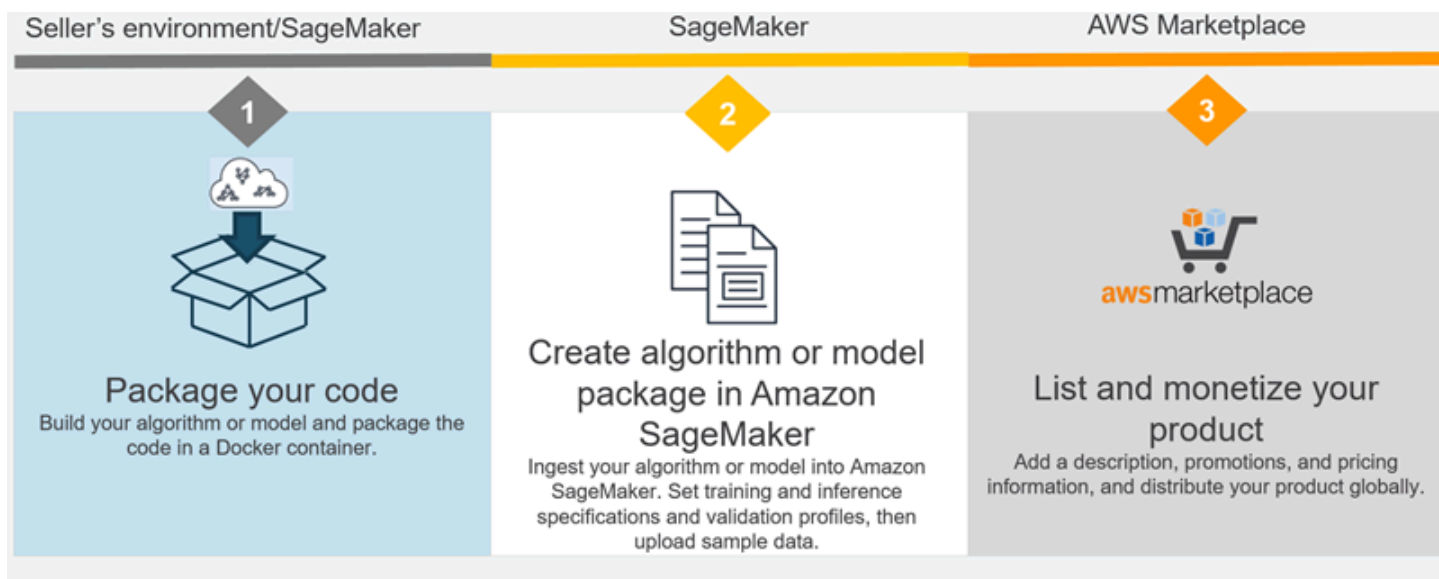 Seller's environment/SageMaker
SageMaker
AWS Marketplace
1
2
3
awsmarketplace
Package your code
Build your algorithm or model and package the
code in a Docker container.
Create algorithm or model
package in Amazon
SageMaker
Ingest your algorithm or model into Amazon
SageMaker. Set training and inference
specifications and validation profiles, then
upload sample data.
List and monetize your
product
Add a description, promotions, and pricing
information, and distribute your product globally.